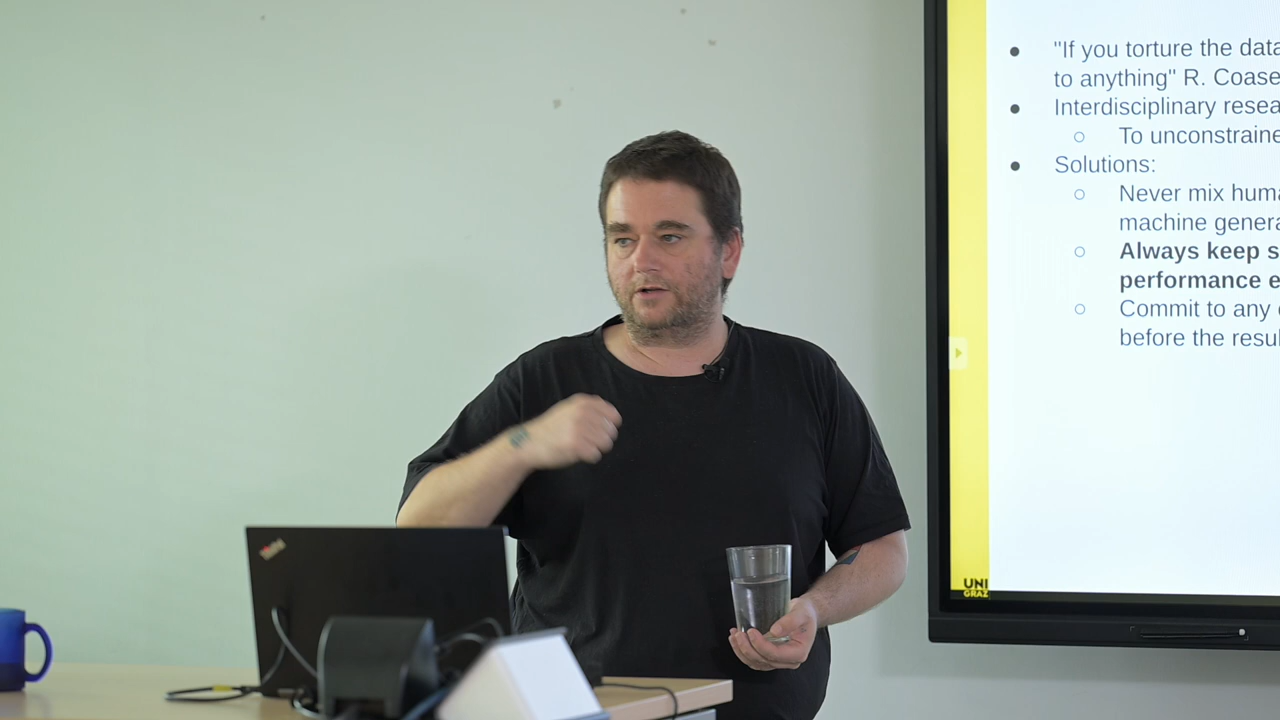 "If you torture the data
to anything" R. Coase
Interdisciplinary resea
To unconstraine
Solutions:
Never mix huma
machine genera
Always keep s
performance e
Commit to any
before the resul
UNI
GRAZ